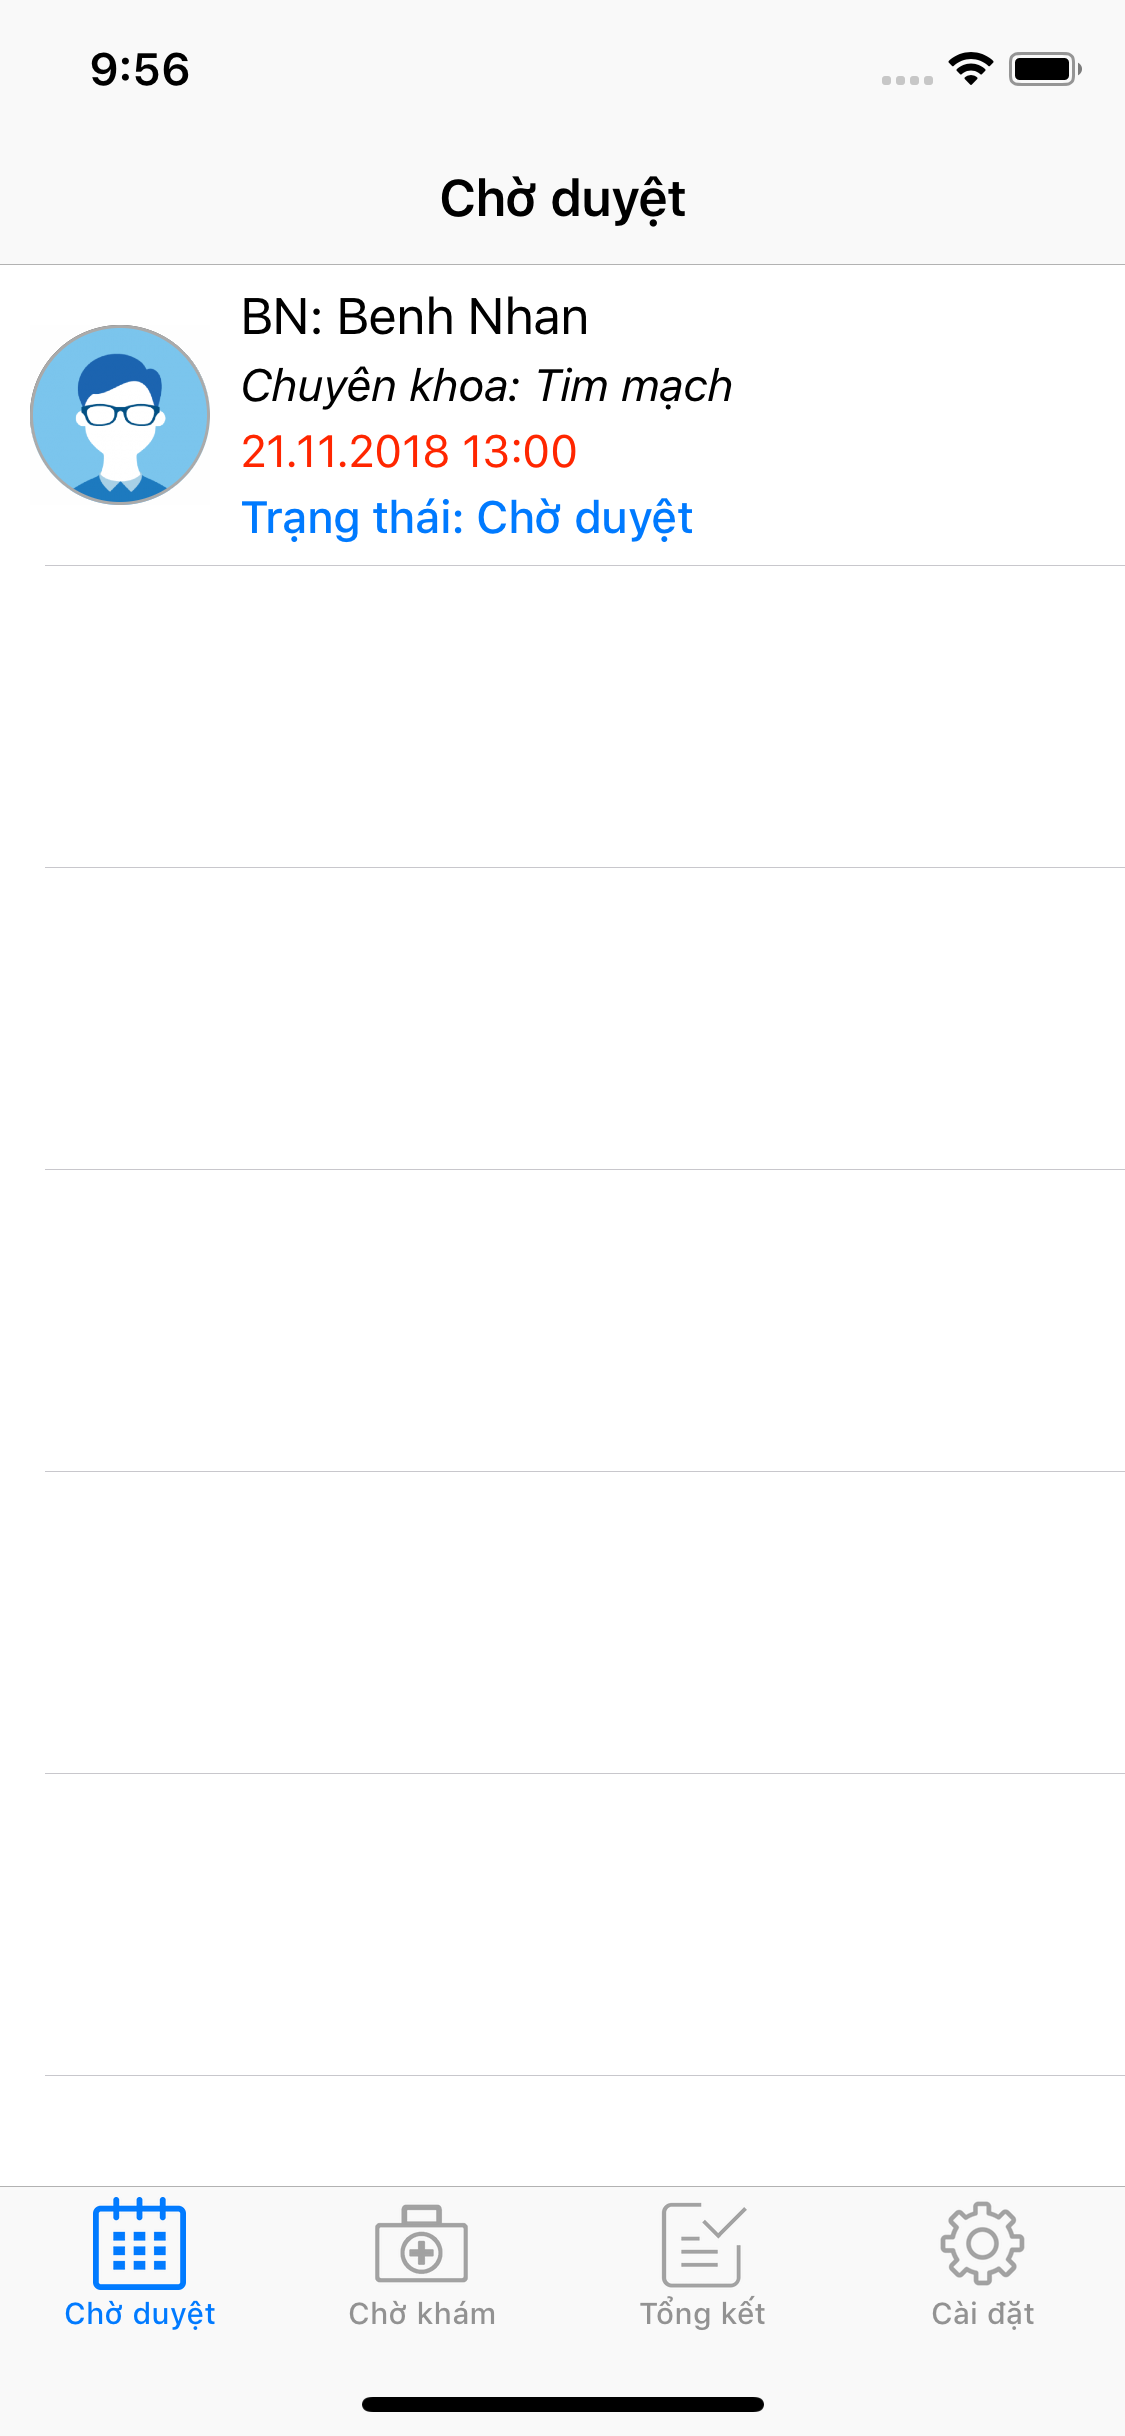 9:56
Chờ duyệt
BN: Benh Nhan
Chuyên khoa: Tim mạch
21.11.2018 13:00
Trạng thái: Chờ duyệt
Chờ duyệt
Chờ khám
Tổng kết
Cài đặt